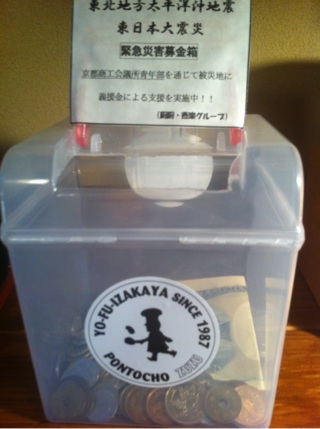 東北地方太平洋沖地震
東日本大震災
緊急災害募金箱
京都商工会議所青年部を通じて被災地に
義援金による支援を実施中!!
YO-FU-IZAKAYA SINCE 1987
PONTOCHO